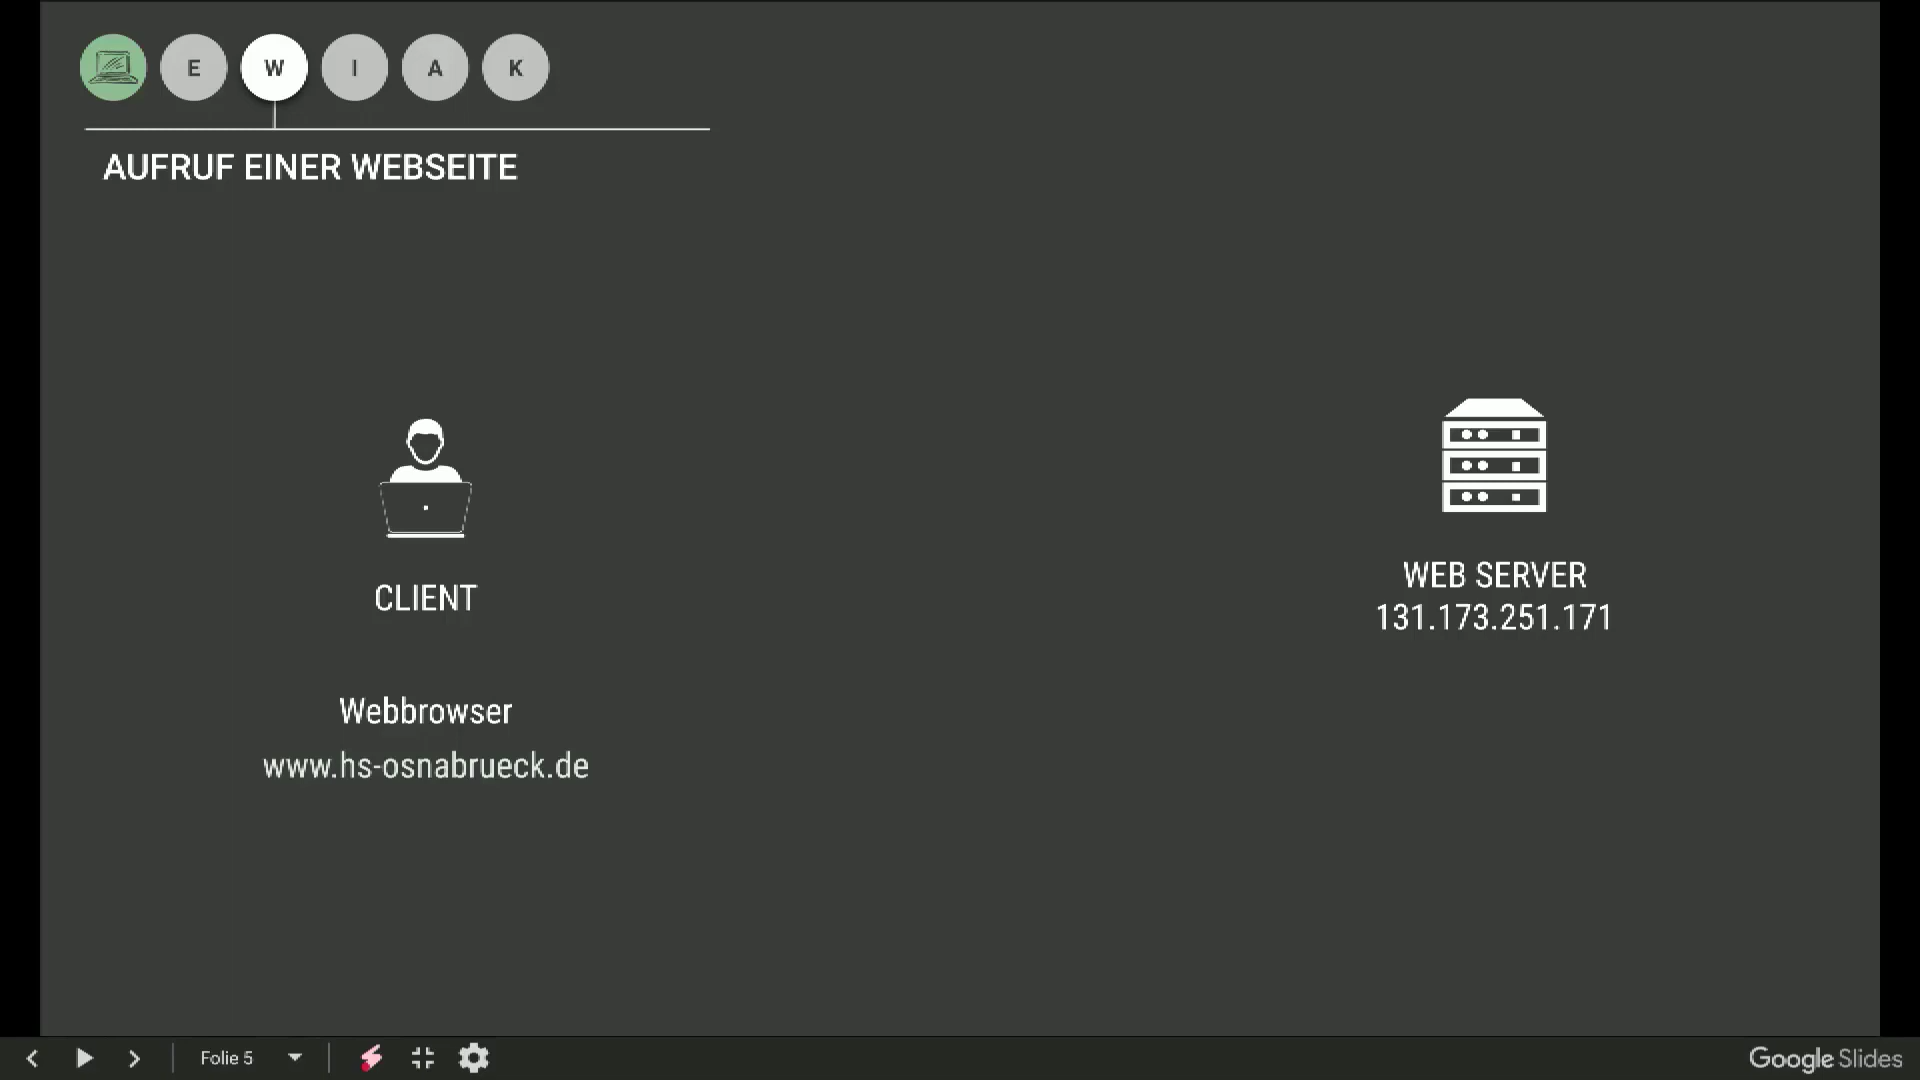 E W I A K
AUFRUF EINER WEBSEITE
CLIENT
Webbrowser
www.hs-osnabrueck.de
WEB SERVER
131.173.251.171
Folie 5
Google Slides